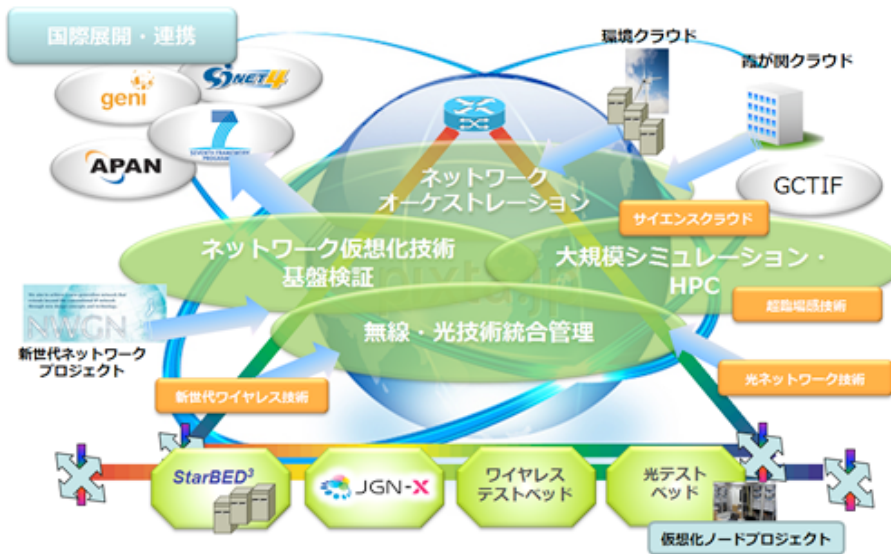 国際展開・連携
geni
SiNET4
7
SEVENTH FRAMEWORK
PROGRAMME
APAN
環境クラウド
霞が関クラウド
GCTIF
ネットワーク
オーケストレーション
サイエンスクラウド
ネットワーク仮想化技術
基盤検証
大規模シミュレーション・
HPC
超臨場感技術
無線・光技術統合管理
NWGN
新世代ネットワーク
プロジェクト
新世代ワイヤレス技術
光ネットワーク技術
StarBED³
JGN-X
ワイヤレス
テストベッド
光テスト
ベッド
仮想化ノードプロジェクト